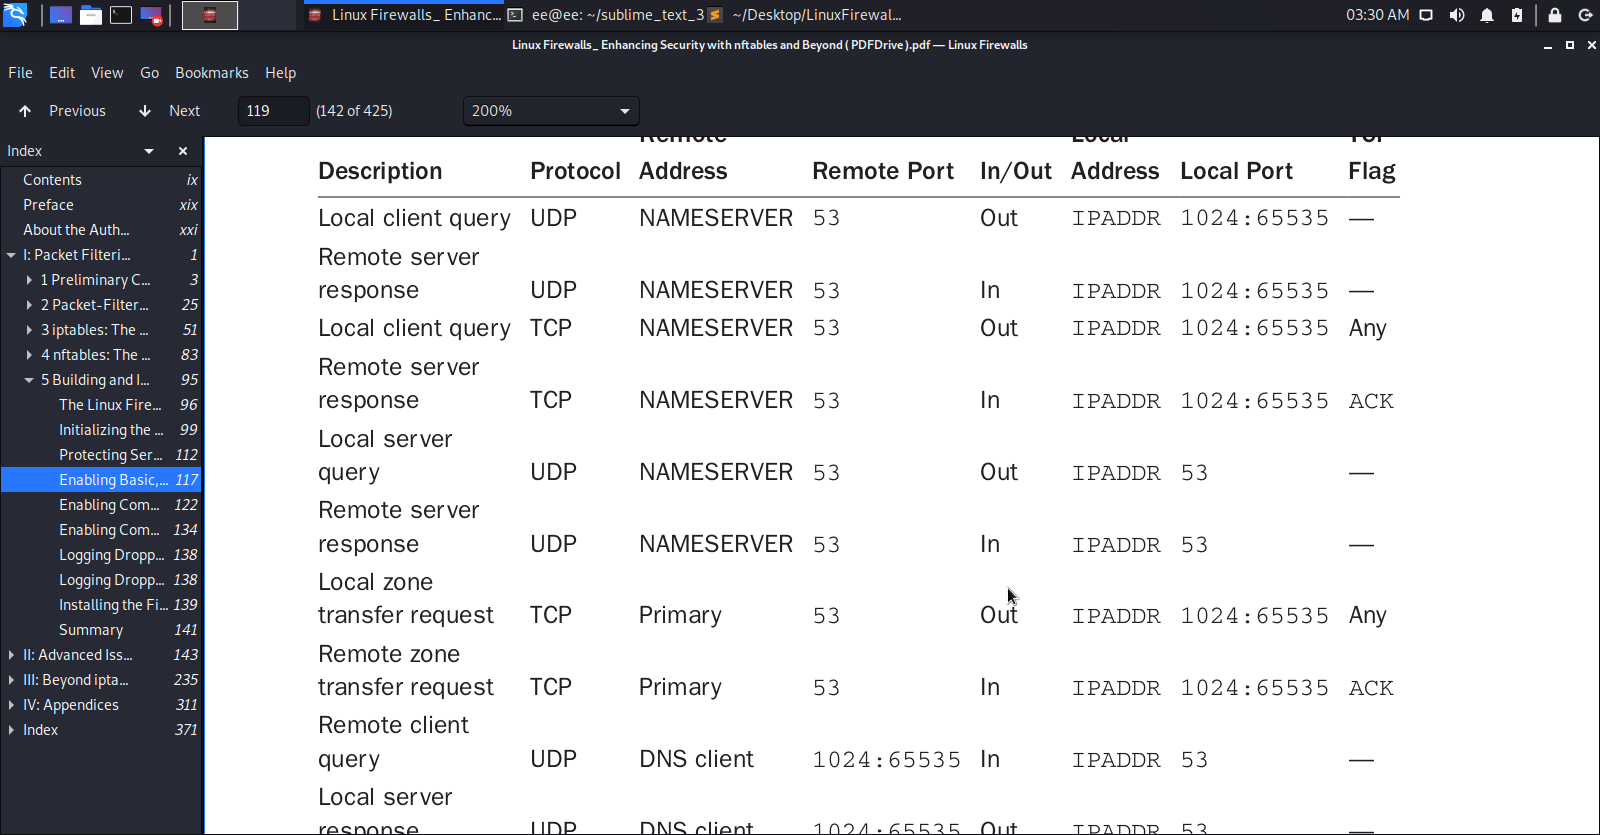 Linux Firewalls_ Enhanc...
ee@ee: ~/sublime_text_3
~/Desktop/LinuxFirewal...
03:30 AM
Linux Firewalls_ Enhancing Security with nftables and Beyond ( PDFDrive ).pdf — Linux Firewalls
File Edit View Go Bookmarks Help
Previous Next 119 (142 of 425) 200%
Index
Contents ix
Preface xix
About the Auth... xxi
I: Packet Filteri... 1
1 Preliminary C... 3
2 Packet-Filter... 25
3 iptables: The ... 51
4 nftables: The ... 83
5 Building and I... 95
The Linux Fire... 96
Initializing the ... 99
Protecting Ser... 112
Enabling Basic,... 117
Enabling Com... 122
Enabling Com... 134
Logging Dropp... 138
Logging Dropp... 138
Installing the Fi... 139
Summary 141
II: Advanced Iss... 143
III: Beyond ipta... 235
IV: Appendices 311
Index 371
Remote Local TCP
Description Protocol Address Remote Port In/Out Address Local Port Flag
Local client query UDP NAMESERVER 53 Out IPADDR 1024:65535 —
Remote server
response UDP NAMESERVER 53 In IPADDR 1024:65535 —
Local client query TCP NAMESERVER 53 Out IPADDR 1024:65535 Any
Remote server
response TCP NAMESERVER 53 In IPADDR 1024:65535 ACK
Local server
query UDP NAMESERVER 53 Out IPADDR 53 —
Remote server
response UDP NAMESERVER 53 In IPADDR 53 —
Local zone
transfer request TCP Primary 53 Out IPADDR 1024:65535 Any
Remote zone
transfer request TCP Primary 53 In IPADDR 1024:65535 ACK
Remote client
query UDP DNS client 1024:65535 In IPADDR 53 —
Local server
response UDP DNS client 1024:65535 Out IPADDR 53 —